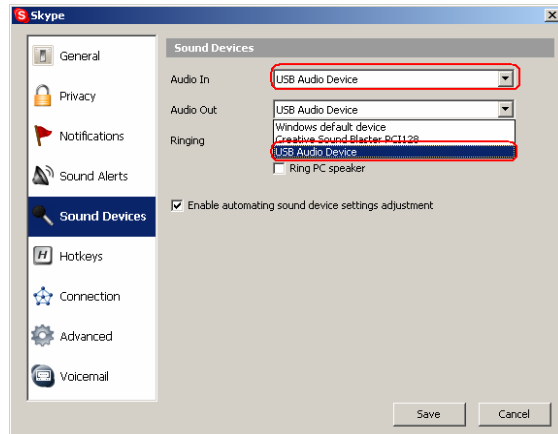 Skype
General
Privacy
Notifications
Sound Alerts
Sound Devices
Hotkeys
Connection
Advanced
Voicemail
Sound Devices
Audio In
USB Audio Device
Audio Out
USB Audio Device
Windows default device
Creative Sound Blaster PCI128
USB Audio Device
Ringing
Ring PC speaker
Enable automating sound device settings adjustment
Save
Cancel